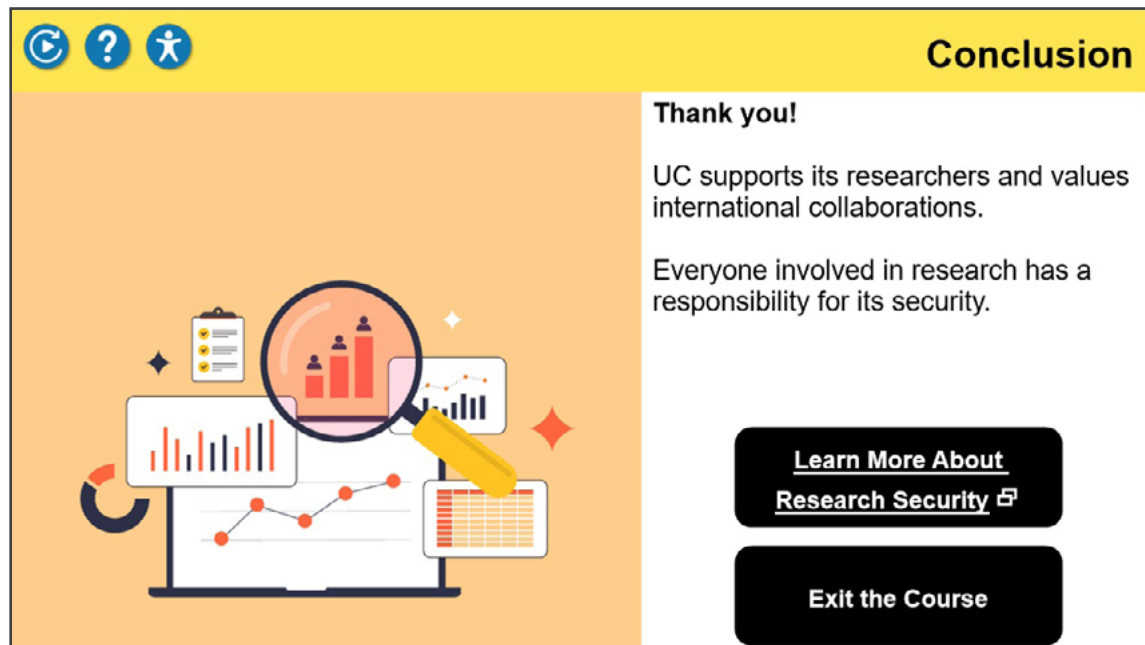 Conclusion
Thank you!
UC supports its researchers and values
international collaborations.
Everyone involved in research has a
responsibility for its security.
Learn More About
Research Security
Exit the Course